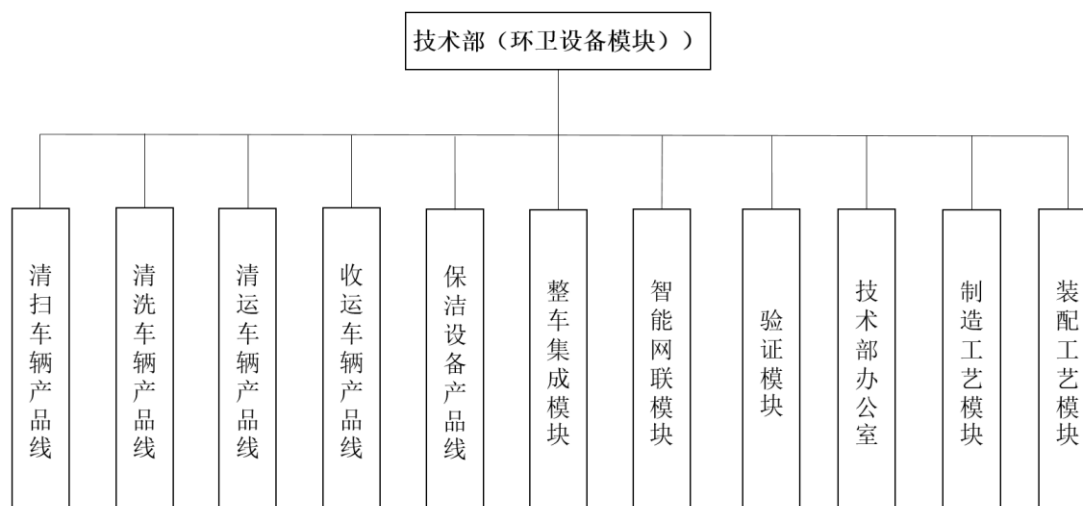 技术部（环卫设备模块））
清扫车辆产品线
清洗车辆产品线
清运车辆产品线
收运车辆产品线
保洁设备产品线
整车集成模块
智能网联模块
验证模块
技术部办公室
制造工艺模块
装配工艺模块